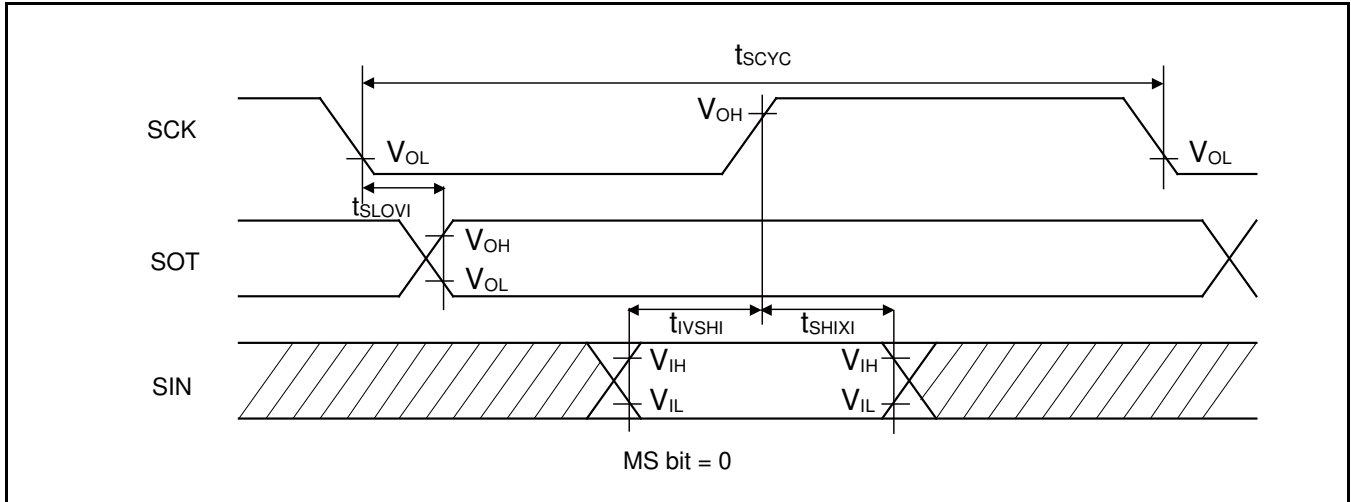 tSCYC
SCK
VOH
VOL
VOL
tSLOVI
SOT
VOH
VOL
tIVSHI
tSHIXI
SIN
VIH
VIH
VIL
VIL
MS bit = 0